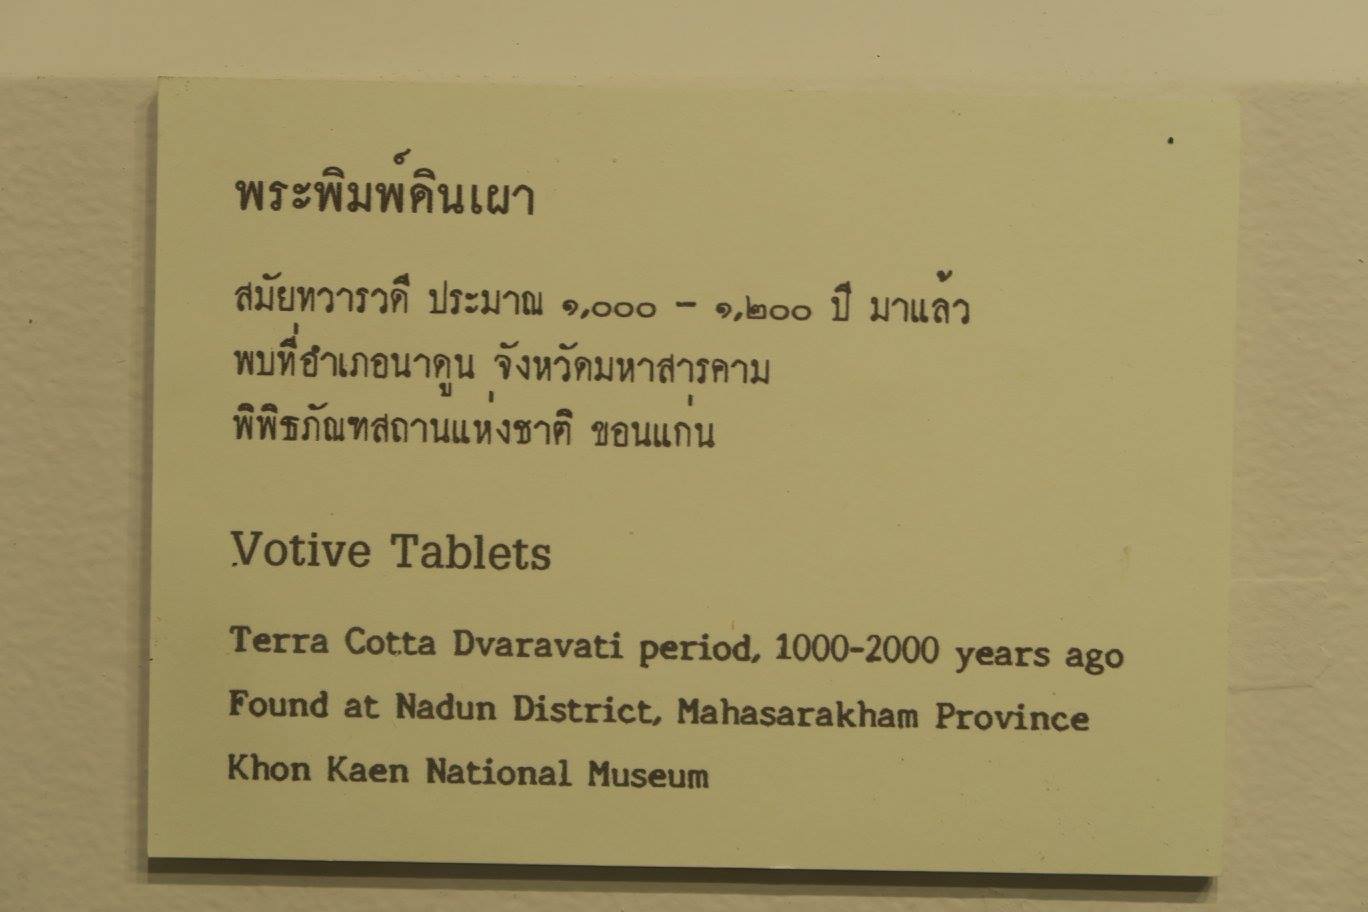 พระพิมพ์ดินเผา
สมัยทวารวดี ประมาณ ๑,๐๐๐ - ๑,๒๐๐ ปี มาแล้ว
พบที่อำเภอนาดูน จังหวัดมหาสารคาม
พิพิธภัณฑสถานแห่งชาติ ขอนแก่น
Votive Tablets
Terra Cotta Dvaravati period, 1000-2000 years ago
Found at Nadun District, Mahasarakham Province
Khon Kaen National Museum